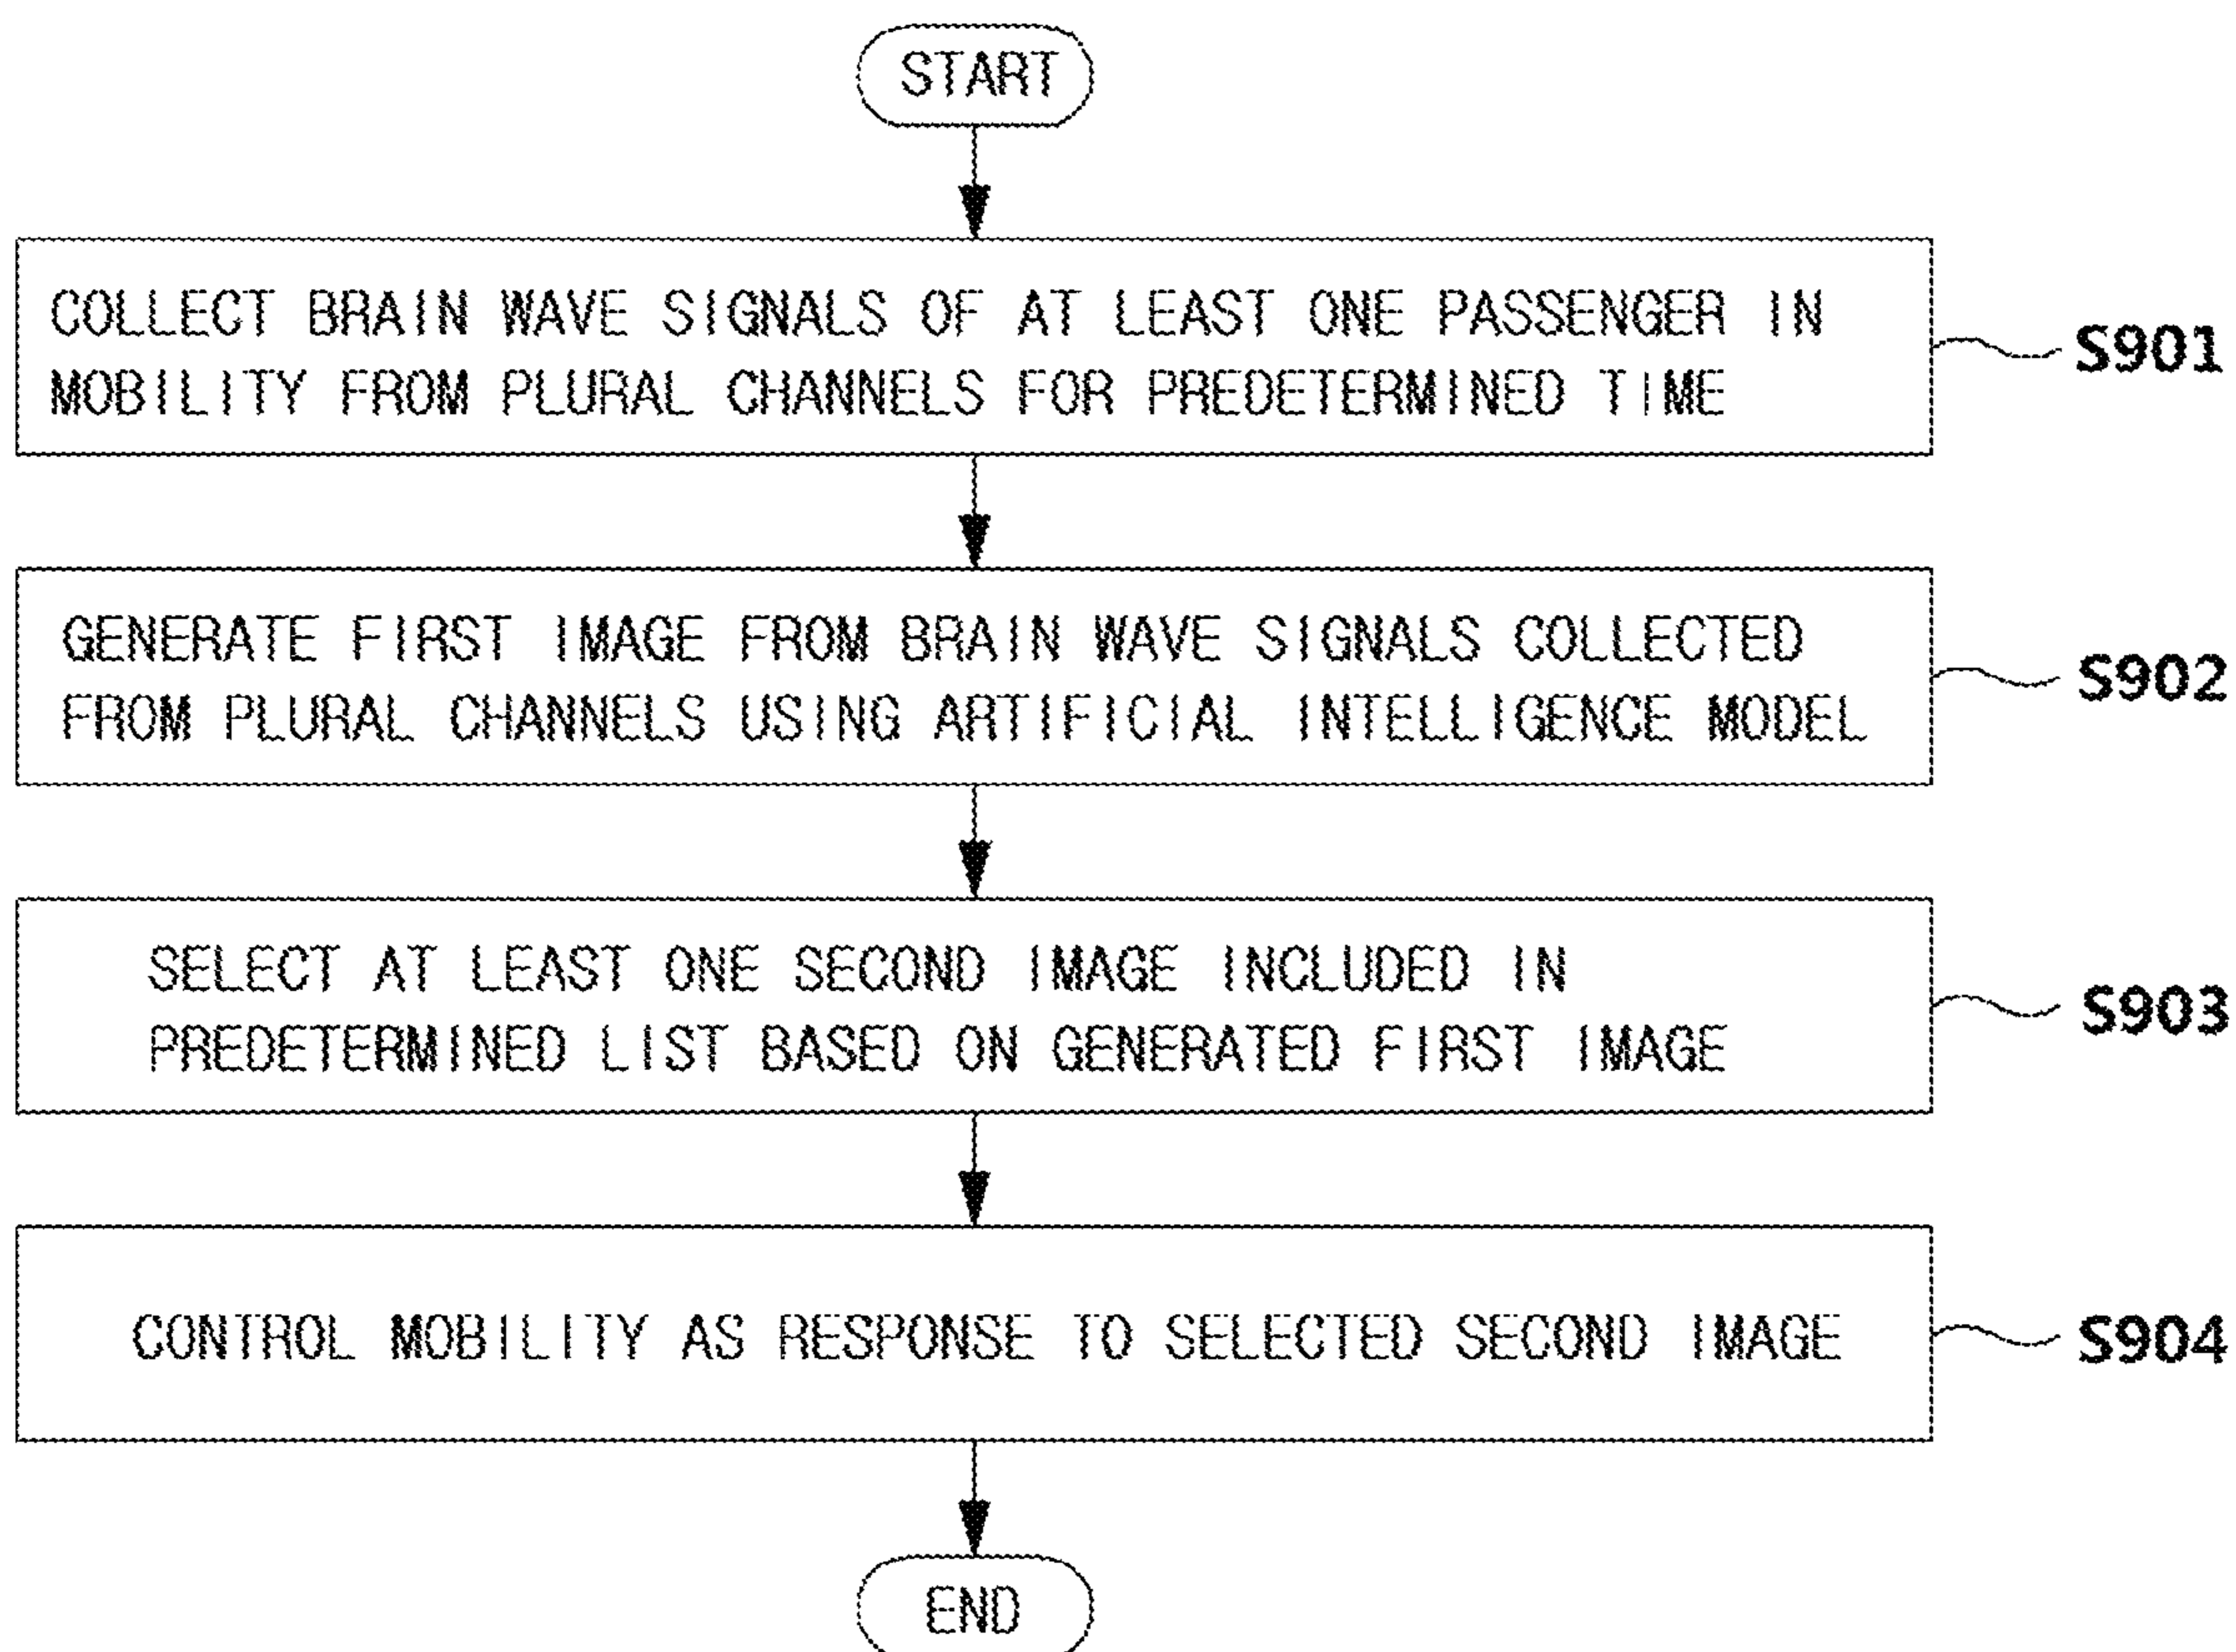 START
COLLECT BRAIN WAVE SIGNALS OF AT LEAST ONE PASSENGER IN
MOBILITY FROM PLURAL CHANNELS FOR PREDETERMINED TIME
S901
GENERATE FIRST IMAGE FROM BRAIN WAVE SIGNALS COLLECTED
FROM PLURAL CHANNELS USING ARTIFICIAL INTELLIGENCE MODEL
S902
SELECT AT LEAST ONE SECOND IMAGE INCLUDED IN
PREDETERMINED LIST BASED ON GENERATED FIRST IMAGE
S903
CONTROL MOBILITY AS RESPONSE TO SELECTED SECOND IMAGE
S904
END